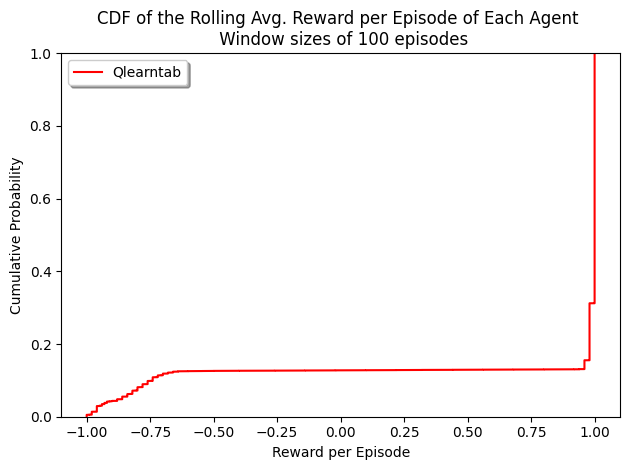 CDF of the Rolling Avg. Reward per Episode of Each Agent
Window sizes of 100 episodes
Qlearntab
Cumulative Probability
1.0
0.8
0.6
0.4
0.2
0.0
−1.00 −0.75 −0.50 −0.25 0.00 0.25 0.50 0.75 1.00
Reward per Episode